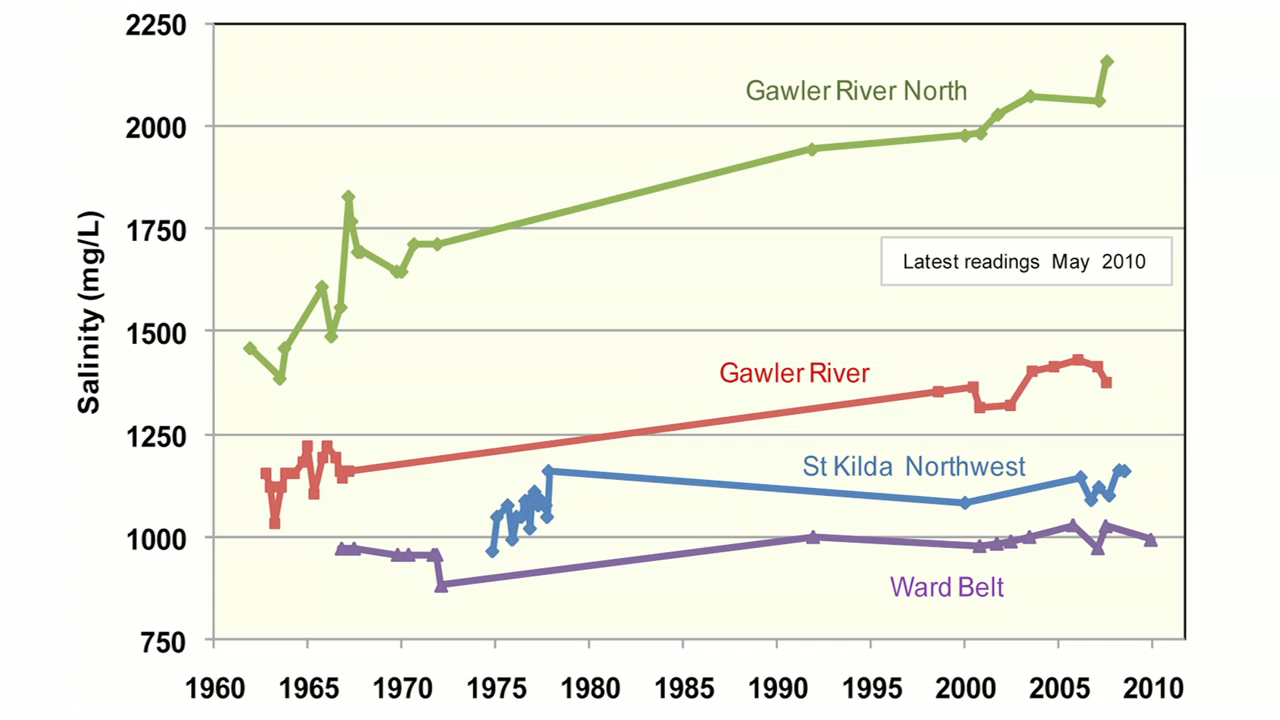 2250
2000
1750
1500
1250
1000
750
Salinity (mg/L)
Gawler River North
Latest readings May 2010
Gawler River
St Kilda Northwest
Ward Belt
1960 1965 1970 1975 1980 1985 1990 1995 2000 2005 2010